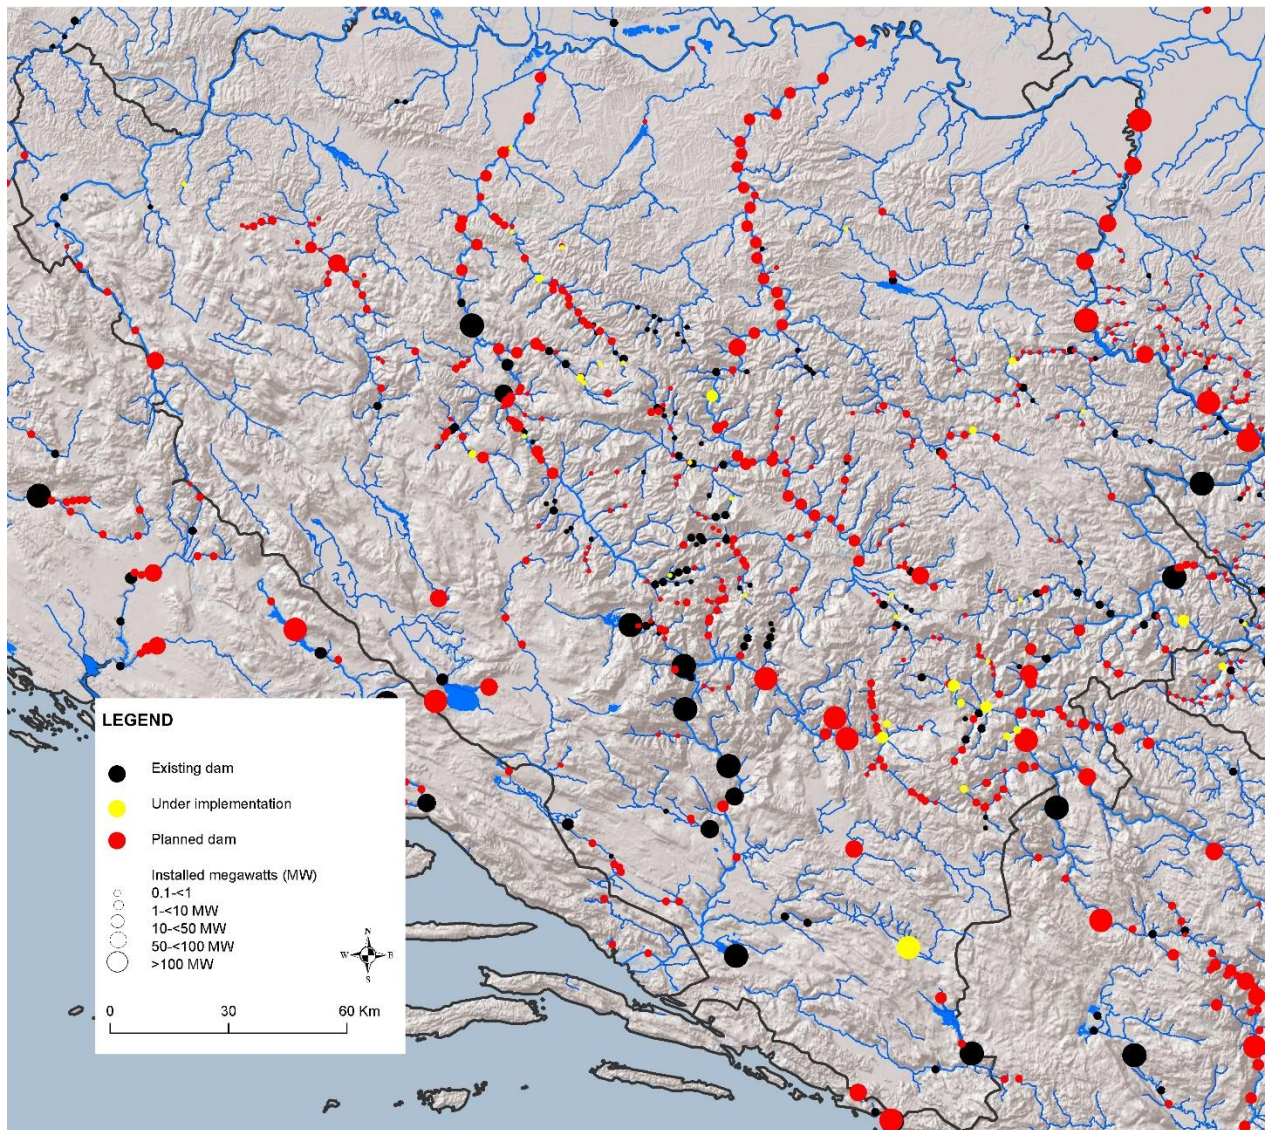 LEGEND
Existing dam
Under implementation
Planned dam
Installed megawatts (MW)
0.1-<1
1-<10 MW
10-<50 MW
50-<100 MW
>100 MW
N
W E
S
0 30 60 Km